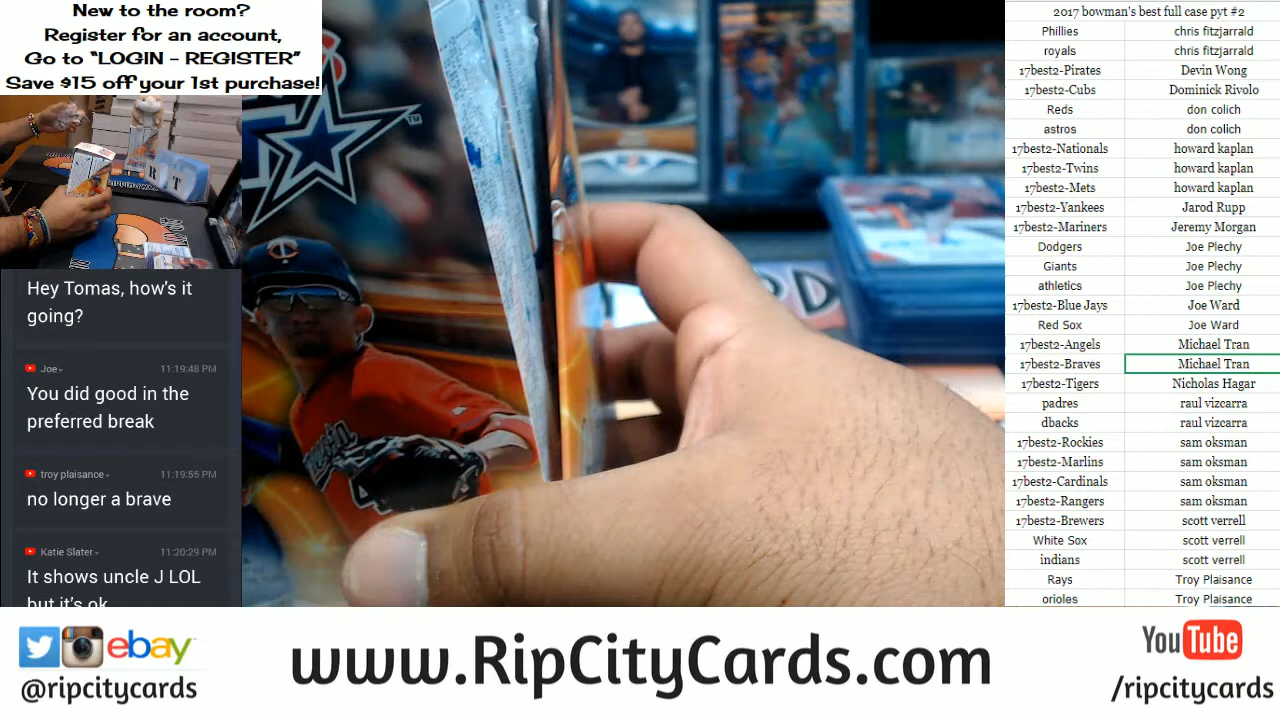 New to the room?
Register for an account,
Go to “LOGIN - REGISTER”
Save $15 off your 1st purchase!
Hey Tomas, how’s it
going?
Joe 11:19:48 PM
You did good in the
preferred break
troy plaisance 11:19:55 PM
no longer a brave
Katie Slater 11:20:29 PM
It shows uncle J LOL
but it’s ok
TM
2017 bowman's best full case pyt #2
Phillies chris fitzjarrald
royals chris fitzjarrald
17best2-Pirates Devin Wong
17best2-Cubs Dominick Rivolo
Reds don colich
astros don colich
17best2-Nationals howard kaplan
17best2-Twins howard kaplan
17best2-Mets howard kaplan
17best2-Yankees Jarod Rupp
17best2-Mariners Jeremy Morgan
Dodgers Joe Plechy
Giants Joe Plechy
athletics Joe Plechy
17best2-Blue Jays Joe Ward
Red Sox Joe Ward
17best2-Angels Michael Tran
17best2-Braves Michael Tran
17best2-Tigers Nicholas Hagar
padres raul vizcarra
dbacks raul vizcarra
17best2-Rockies sam oksman
17best2-Marlins sam oksman
17best2-Cardinals sam oksman
17best2-Rangers sam oksman
17best2-Brewers scott verrell
White Sox scott verrell
indians scott verrell
Rays Troy Plaisance
orioles Troy Plaisance
ebay
@ripcitycards
www.RipCityCards.com
YouTube
/ripcitycards